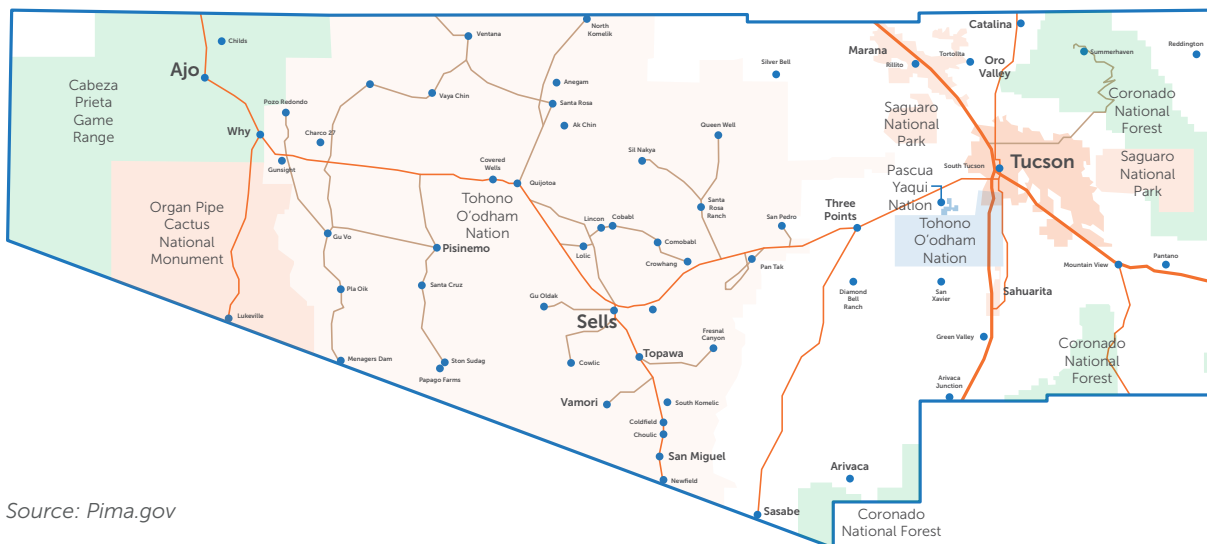 Catalina
North
Komelik
Ventana
Childs
Marana
Tortolita
Oro
Valley
Summerhaven
Reddington
Rillito
Silver Bell
Ajo
Cabeza
Prieta
Game
Range
Anegam
Vaya Chin
Santa Rosa
Pozo Redondo
Coronado
National
Forest
Saguaro
National
Park
Ak Chin
Queen Well
Why
Charco 27
Gunsight
Covered
Wells
Quijotoa
Sil Nakya
South Tucson
Tucson
Saguaro
National
Park
Pascua
Yaqui
Nation
Organ Pipe
Cactus
National
Monument
Tohono
O'odham
Nation
Santa
Rosa
Ranch
Lincon
Cobabl
San Pedro
Three
Points
Tohono
O'odham
Nation
Gu Vo
Pisinemo
Lolic
Comobabl
Crowhang
Pan Tak
Mountain View
Pantano
Pla Oik
Santa Cruz
Gu Oldak
Diamond
Bell
Ranch
San
Xavier
Sahuarita
Lukeville
Sells
Fresnal
Canyon
Green Valley
Coronado
National
Forest
Menagers Dam
Ston Sudag
Papago Farms
Cowlic
Topawa
Arivaca
Junction
Vamori
South Komelic
Coldfield
Choulic
San Miguel
Newfield
Arivaca
Sasabe
Coronado
National Forest
Source: Pima.gov